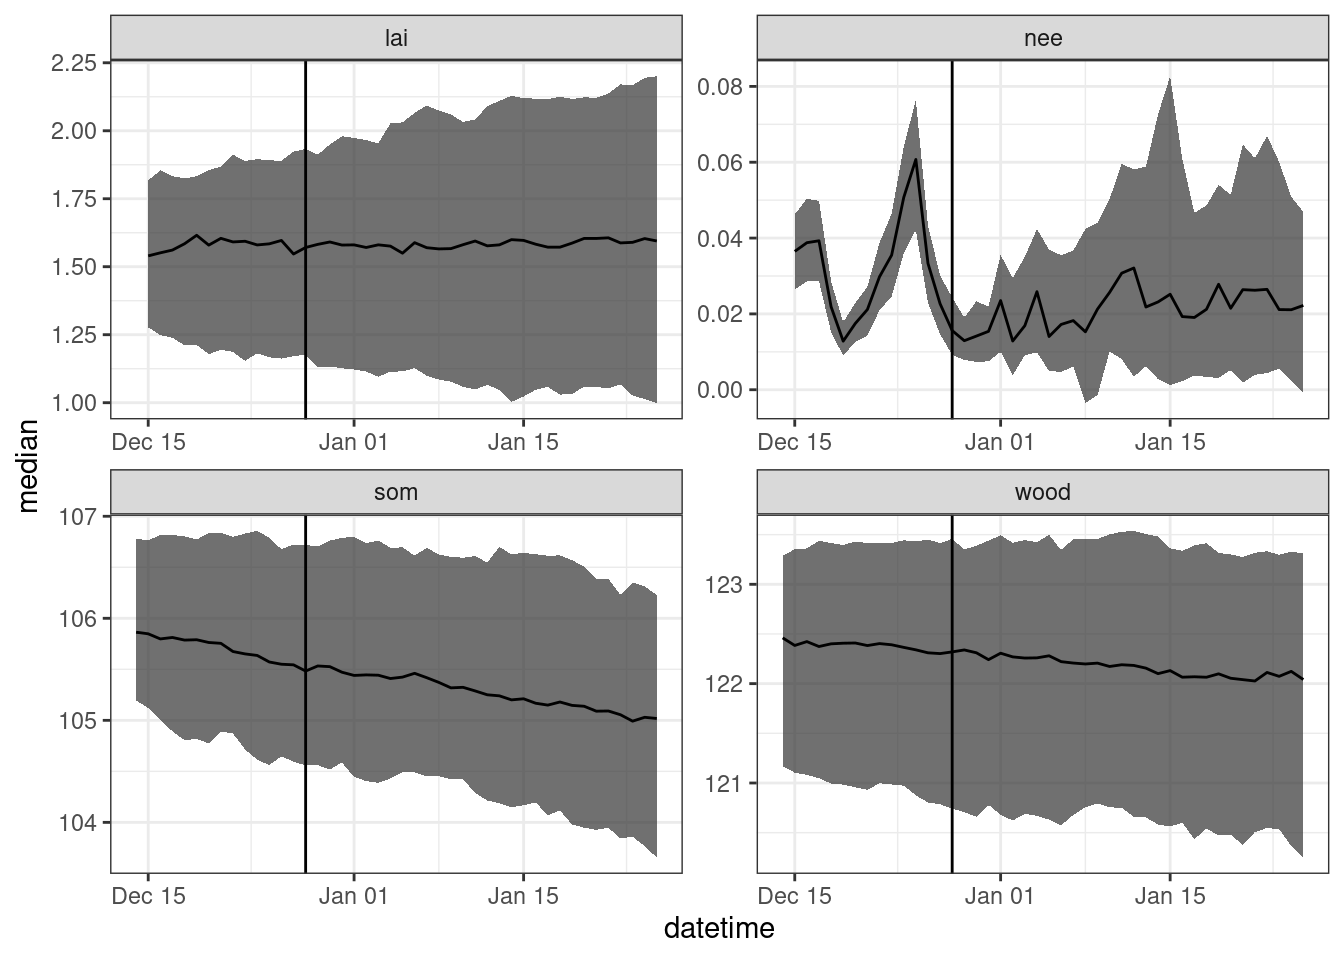 lai
nee
2.25
2.00
1.75
1.50
1.25
1.00
0.08
0.06
0.04
0.02
0.00
Dec 15 Jan 01 Jan 15
Dec 15 Jan 01 Jan 15
median
som
wood
107
106
105
104
123
122
121
Dec 15 Jan 01 Jan 15
Dec 15 Jan 01 Jan 15
datetime